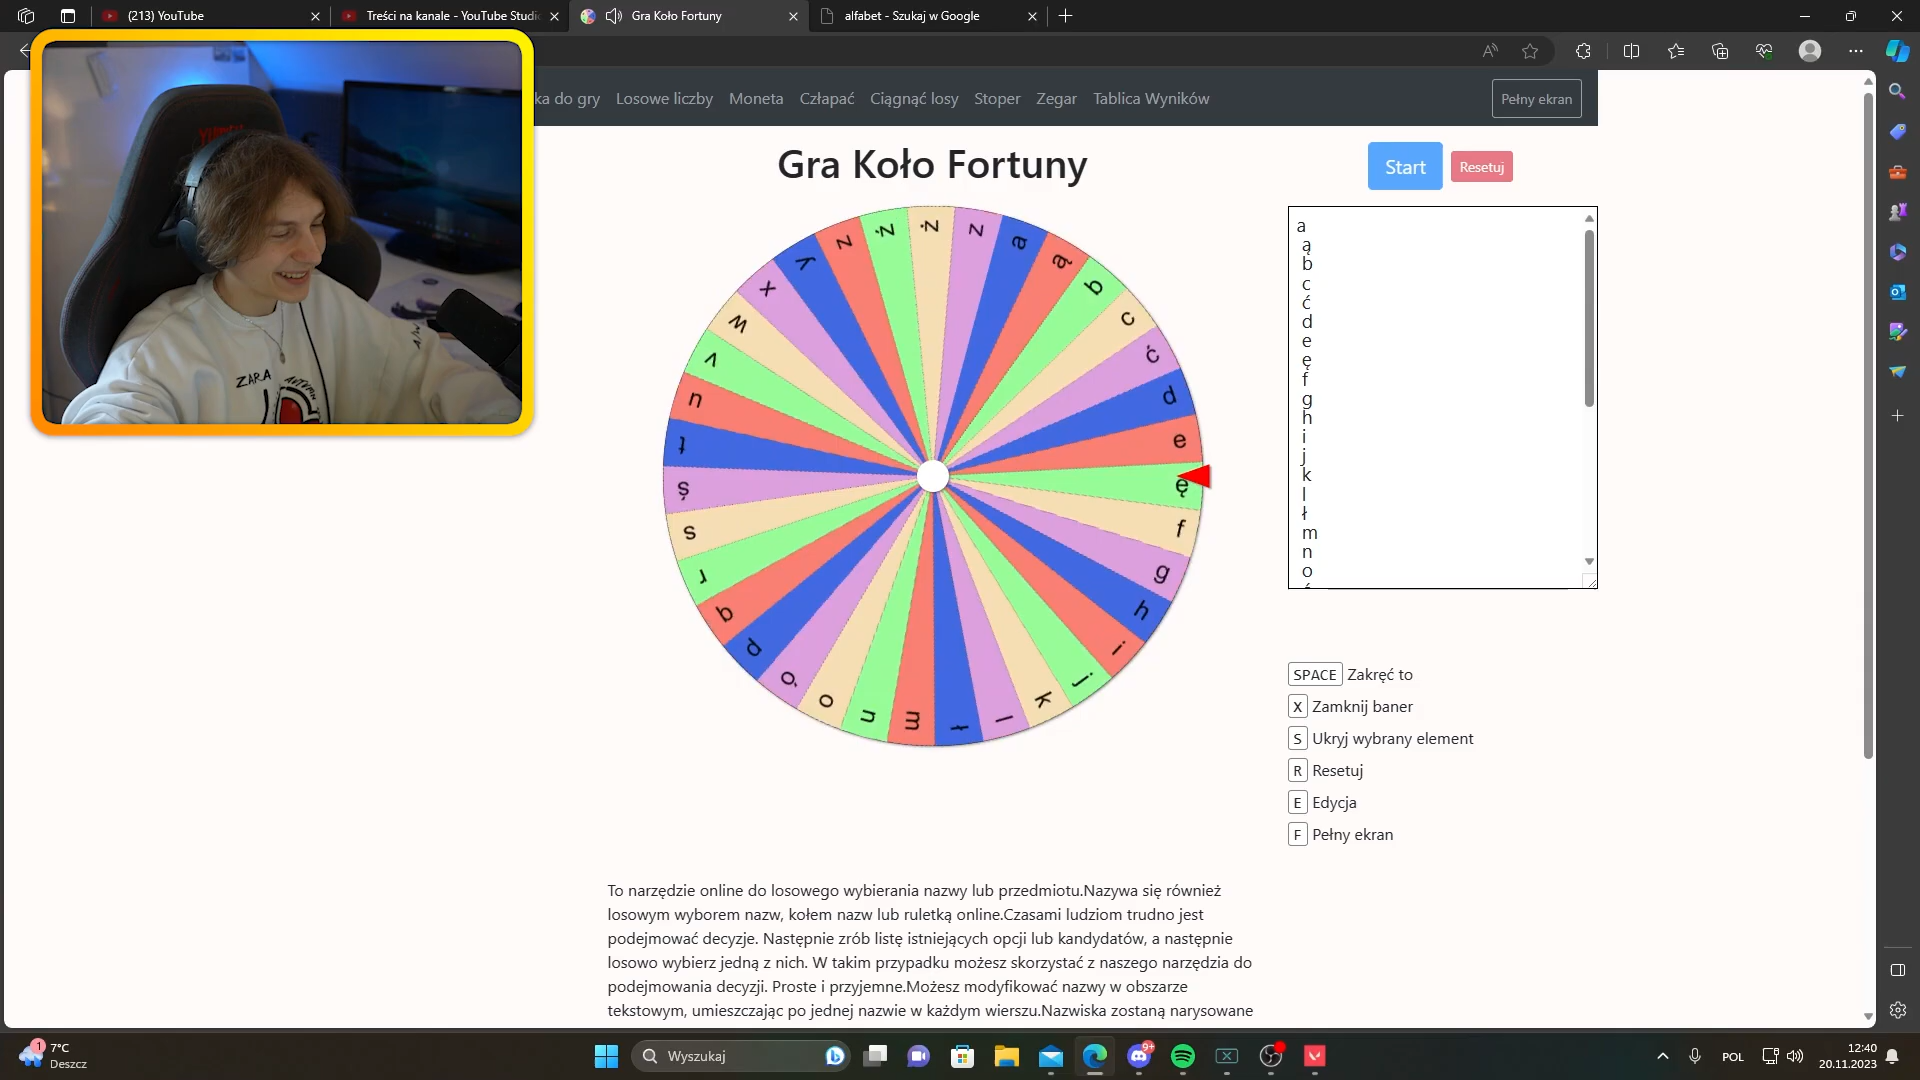 (213) YouTube
Treści na kanale - YouTube Studio
Gra Koło Fortuny
alfabet - Szukaj w Google
ka do gry
Losowe liczby
Moneta
Człapać
Ciągnąć losy
Stoper
Zegar
Tablica Wyników
Pełny ekran
Gra Koło Fortuny
Start
Resetuj
a
ą
b
c
ć
d
e
ę
f
g
h
i
j
k
l
ł
m
n
o
ó
p
q
r
s
ś
t
u
v
w
x
y
z
ź
ż
z
a
ą
b
c
ć
d
e
ę
f
g
h
i
j
k
l
ł
m
n
o
SPACE Zakręć to
X Zamknij baner
S Ukryj wybrany element
R Resetuj
E Edycja
F Pełny ekran
To narzędzie online do losowego wybierania nazwy lub przedmiotu.Nazywa się również
losowym wyborem nazw, kołem nazw lub ruletką online.Czasami ludziom trudno jest
podejmować decyzje. Następnie zrób listę istniejących opcji lub kandydatów, a następnie
losowo wybierz jedną z nich. W takim przypadku możesz skorzystać z naszego narzędzia do
podejmowania decyzji. Proste i przyjemne.Możesz modyfikować nazwy w obszarze
tekstowym, umieszczając po jednej nazwie w każdym wierszu.Nazwiska zostaną narysowane
ZARA
1
7°C
Deszcz
Wyszukaj
9+
POL
12:40
20.11.2023